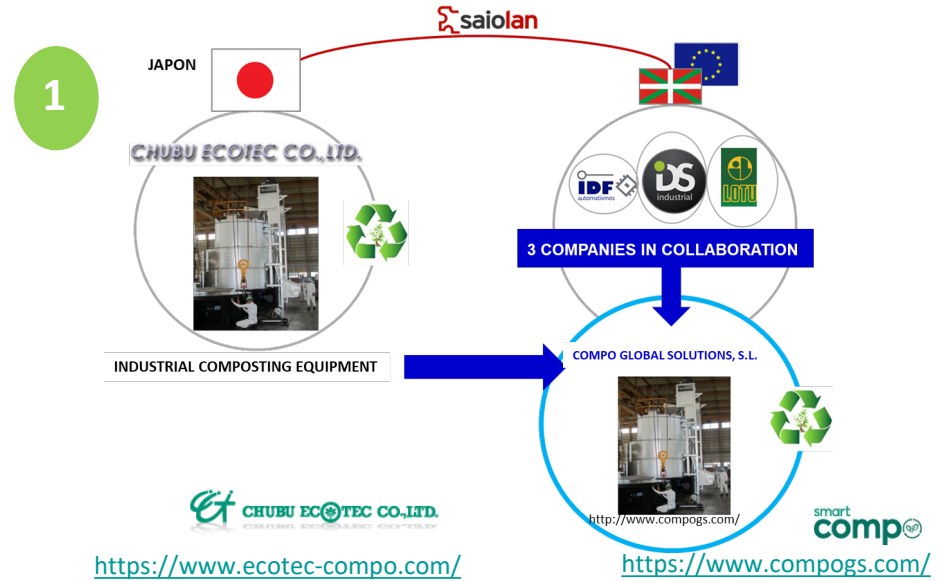 saiolan
JAPON
1
CHUBU ECOTEC CO.,LTD.
IDF
automatismos
iDS
industrial
LOTU
3 COMPANIES IN COLLABORATION
INDUSTRIAL COMPOSTING EQUIPMENT
COMPO GLOBAL SOLUTIONS, S.L.
http://www.compogs.com/
CHUBU ECOTEC CO.,LTD.
smart
compo
https://www.ecotec-compo.com/
https://www.compogs.com/